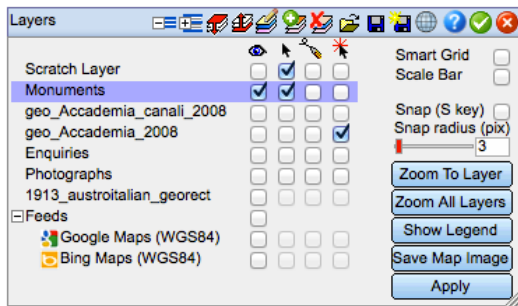 Layers
Scratch Layer
Monuments
geo_Accademia_canali_2008
geo_Accademia_2008
Enquiries
Photographs
1913_austroitalian_georect
Feeds
Google Maps (WGS84)
Bing Maps (WGS84)
Smart Grid
Scale Bar
Snap (S key)
Snap radius (pix)
3
Zoom To Layer
Zoom All Layers
Show Legend
Save Map Image
Apply